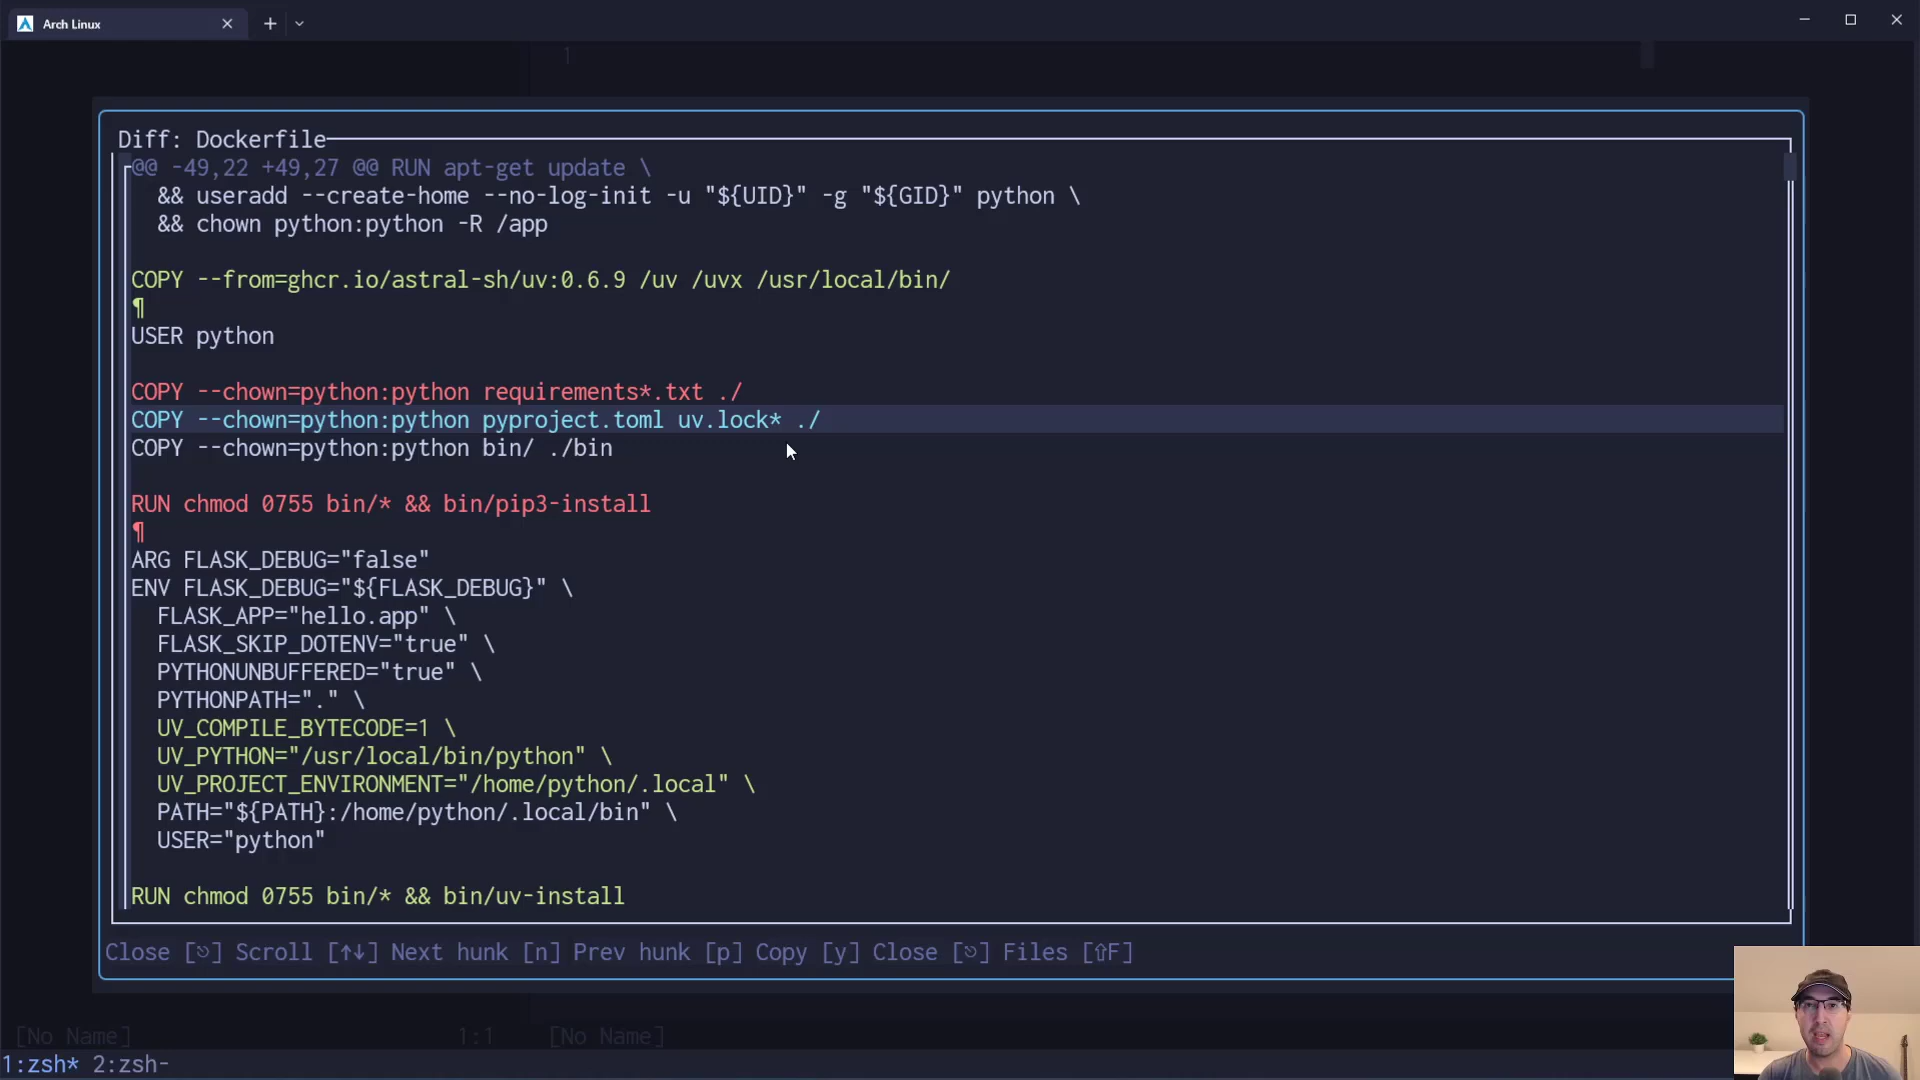 Arch Linux
1
Diff: Dockerfile
@@ -49,22 +49,27 @@ RUN apt-get update \
&& useradd --create-home --no-log-init -u "${UID}" -g "${GID}" python \
&& chown python:python -R /app
COPY --from=ghcr.io/astral-sh/uv:0.6.9 /uv /uvx /usr/local/bin/
¶
USER python
COPY --chown=python:python requirements*.txt ./
COPY --chown=python:python pyproject.toml uv.lock* ./
COPY --chown=python:python bin/ ./bin
RUN chmod 0755 bin/* && bin/pip3-install
¶
ARG FLASK_DEBUG="false"
ENV FLASK_DEBUG="${FLASK_DEBUG}" \
FLASK_APP="hello.app" \
FLASK_SKIP_DOTENV="true" \
PYTHONUNBUFFERED="true" \
PYTHONPATH="." \
UV_COMPILE_BYTECODE=1 \
UV_PYTHON="/usr/local/bin/python" \
UV_PROJECT_ENVIRONMENT="/home/python/.local" \
PATH="${PATH}:/home/python/.local/bin" \
USER="python"
RUN chmod 0755 bin/* && bin/uv-install
Close [⎋] Scroll [↑↓] Next hunk [n] Prev hunk [p] Copy [y] Close [⎋] Files [⇧F]
[No Name] 1:1 [No Name]
1:zsh* 2:zsh-